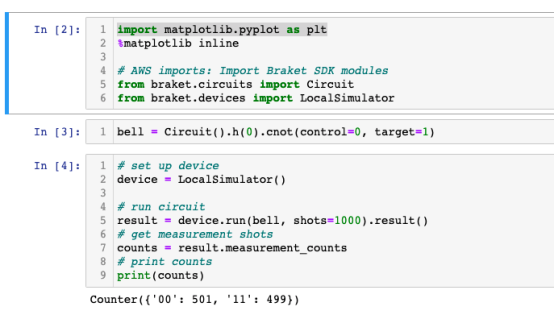 In [2]:
1 import matplotlib.pyplot as plt
2 %matplotlib inline
3
4 # AWS imports: Import Braket SDK modules
5 from braket.circuits import Circuit
6 from braket.devices import LocalSimulator
In [3]:
1 bell = Circuit().h(0).cnot(control=0, target=1)
In [4]:
1 # set up device
2 device = LocalSimulator()
3
4 # run circuit
5 result = device.run(bell, shots=1000).result()
6 # get measurement shots
7 counts = result.measurement_counts
8 # print counts
9 print(counts)
Counter({'00': 501, '11': 499})